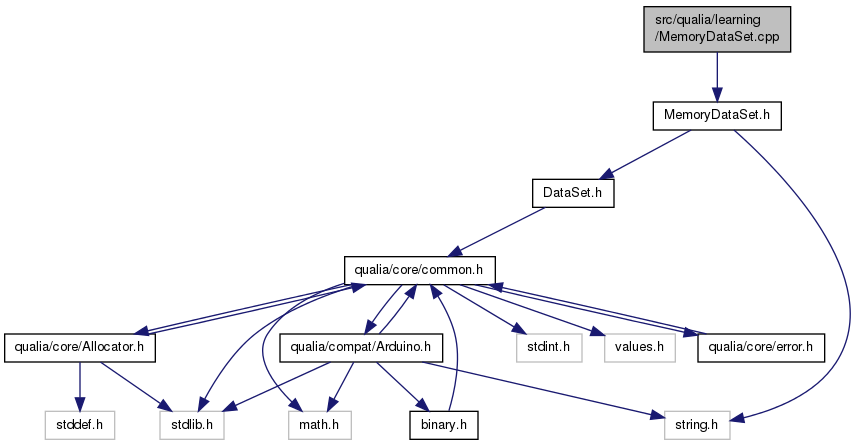 src/qualia/learning
/MemoryDataSet.cpp
MemoryDataSet.h
DataSet.h
qualia/core/common.h
qualia/core/Allocator.h
qualia/compat/Arduino.h
stdint.h
values.h
qualia/core/error.h
stddef.h
stdlib.h
math.h
binary.h
string.h